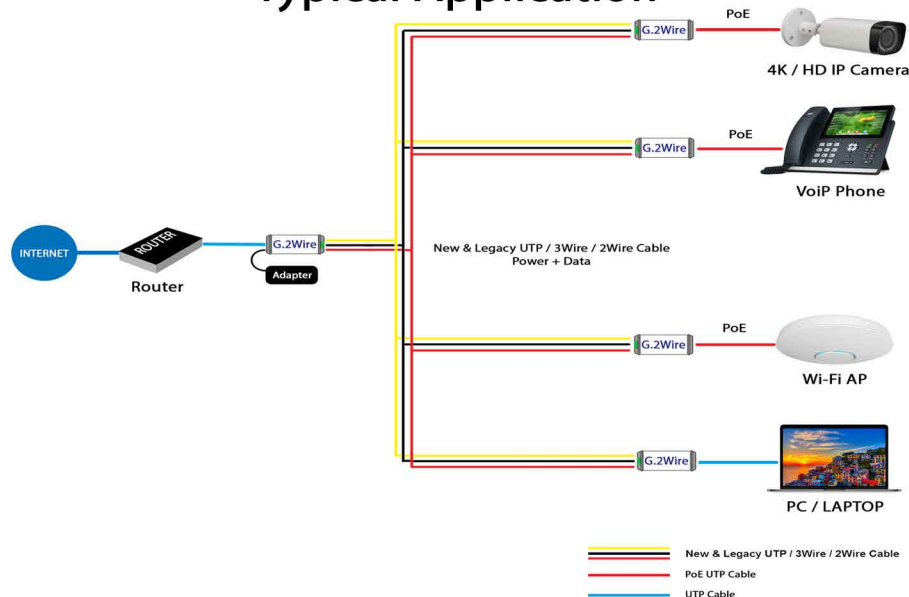 Typical Application
PoE
G.2Wire
4K / HD IP Camera
PoE
G.2Wire
VoiP Phone
INTERNET
ROUTER
G.2Wire
New & Legacy UTP / 3Wire / 2Wire Cable
Power + Data
Adapter
Router
PoE
G.2Wire
Wi-Fi AP
G.2Wire
PC / LAPTOP
New & Legacy UTP / 3Wire / 2Wire Cable
PoE UTP Cable
UTP Cable